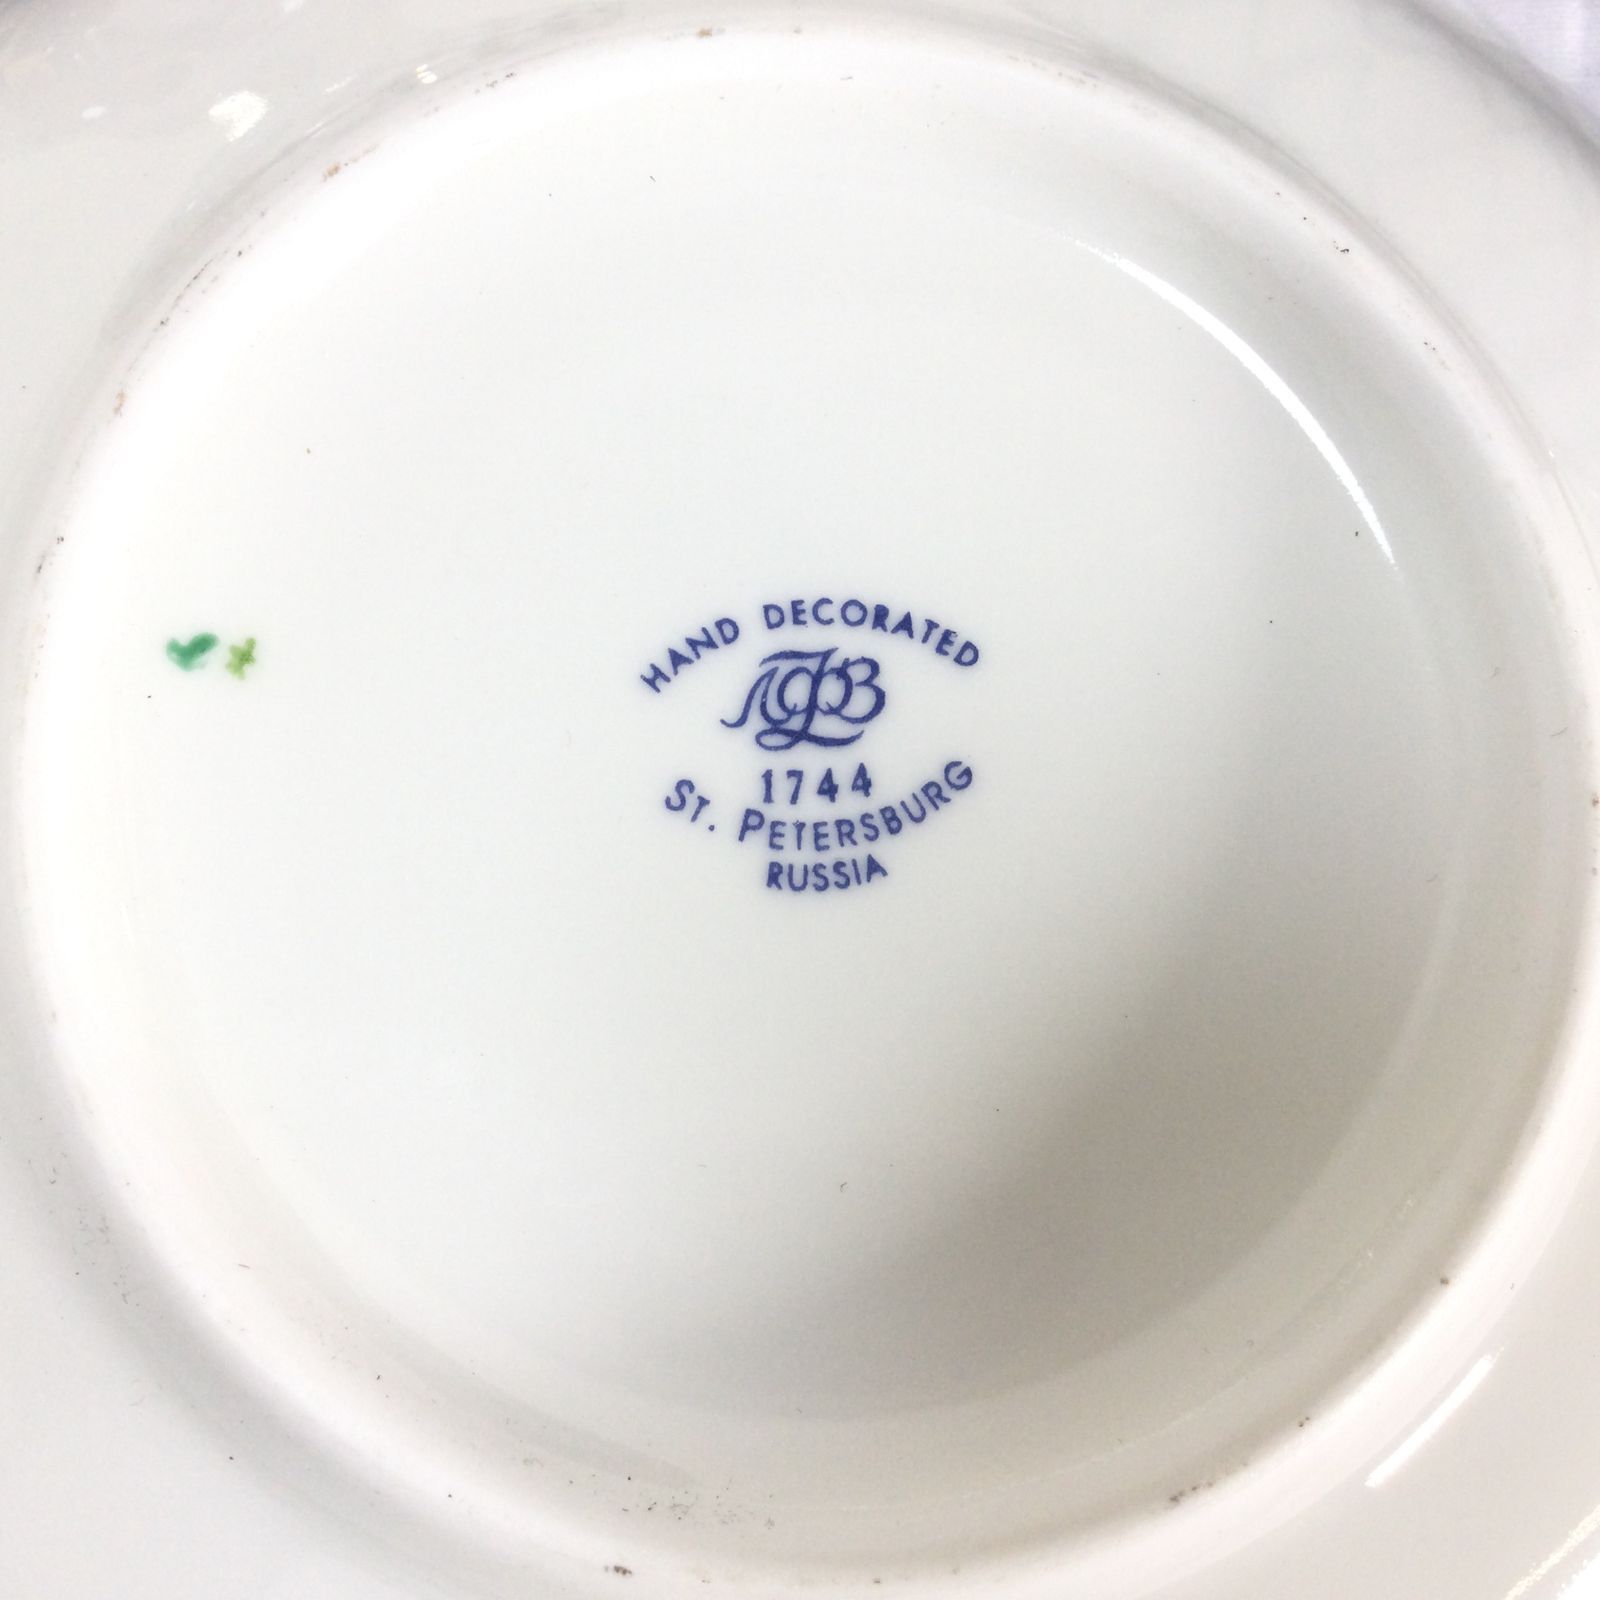 HAND DECORATED
ЛФЗ
1744
ST. PETERSBURG
RUSSIA